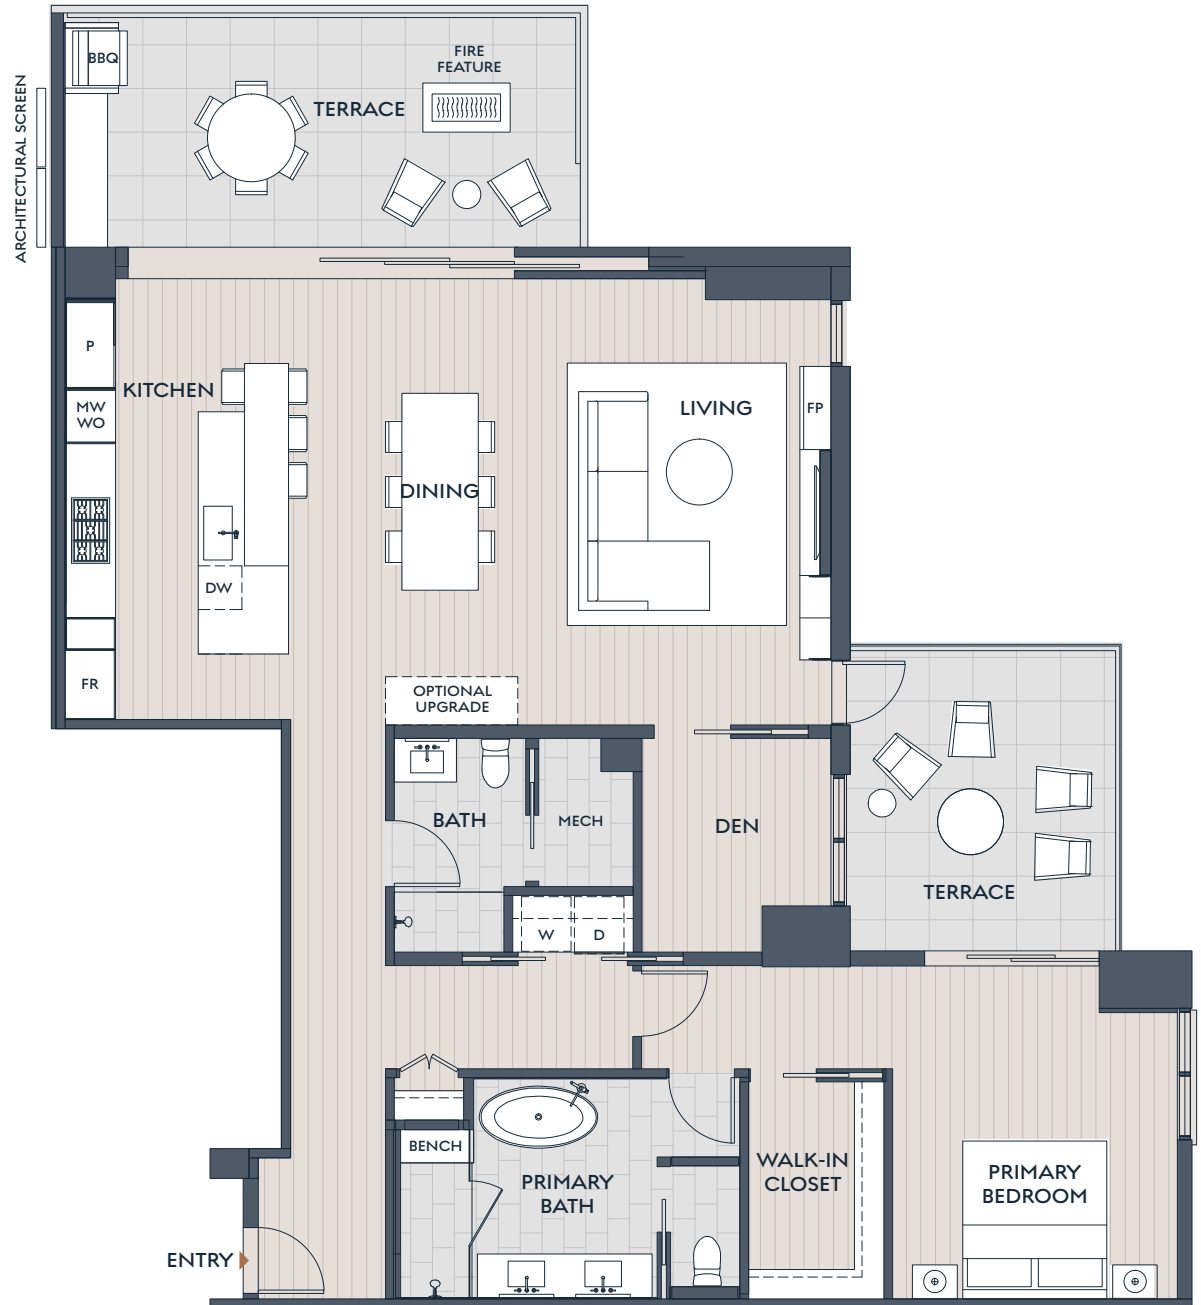 BBQ
FIRE
FEATURE
TERRACE
ARCHITECTURAL SCREEN
P
KITCHEN
MW
WO
LIVING
FP
DINING
DW
FR
OPTIONAL
UPGRADE
BATH
MECH
DEN
TERRACE
W
D
BENCH
PRIMARY
BATH
WALK-IN
CLOSET
PRIMARY
BEDROOM
ENTRY